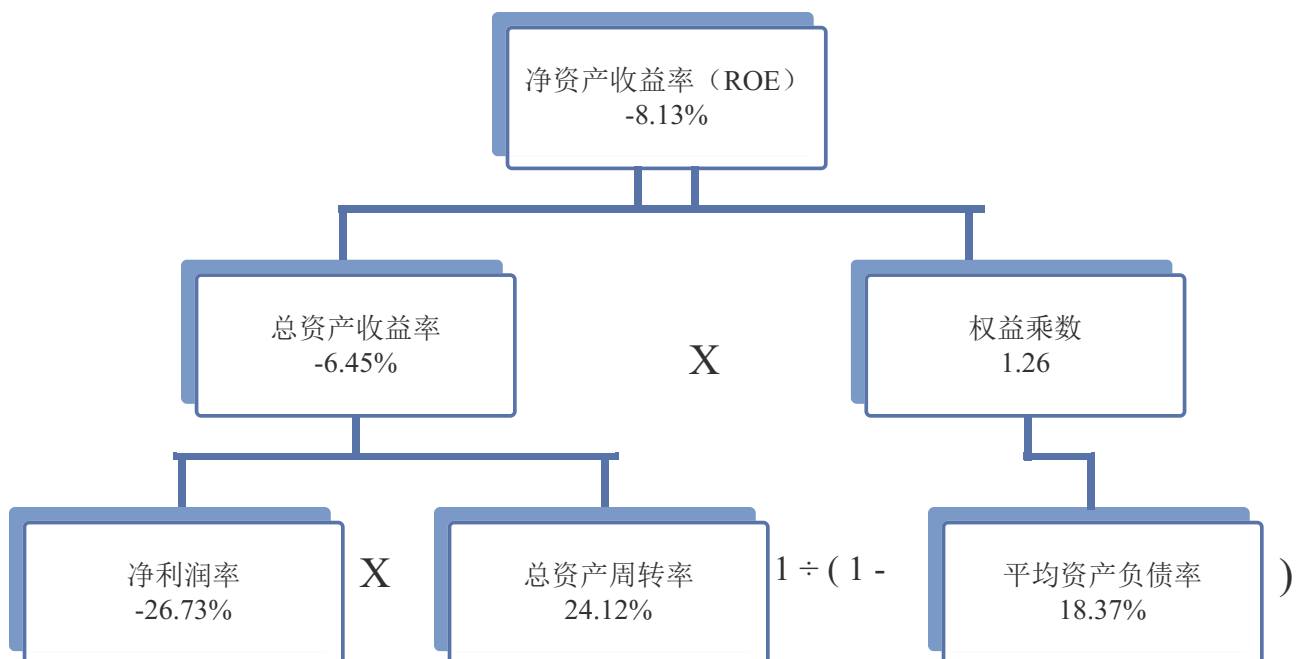 净资产收益率（ROE）
-8.13%
总资产收益率
-6.45%
X
权益乘数
1.26
净利润率
-26.73%
X
总资产周转率
24.12%
1 ÷ ( 1 -
平均资产负债率
18.37%
)